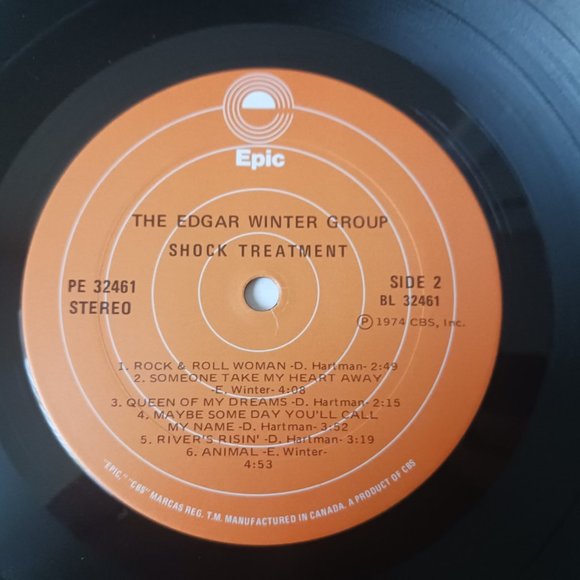 Epic
THE EDGAR WINTER GROUP
SHOCK TREATMENT
PE 32461
STEREO
SIDE 2
BL 32461
Ⓟ 1974 CBS, Inc.
1. ROCK & ROLL WOMAN -D. Hartman- 2:49
2. SOMEONE TAKE MY HEART AWAY
-E. Winter- 4:08
3. QUEEN OF MY DREAMS -D. Hartman- 2:15
4. MAYBE SOME DAY YOU'LL CALL
MY NAME -D. Hartman- 3:52
5. RIVER'S RISIN' -D. Hartman- 3:19
6. ANIMAL -E. Winter-
4:53
"EPIC," "CBS" MARCAS REG. T.M. MANUFACTURED IN CANADA. A PRODUCT OF CBS